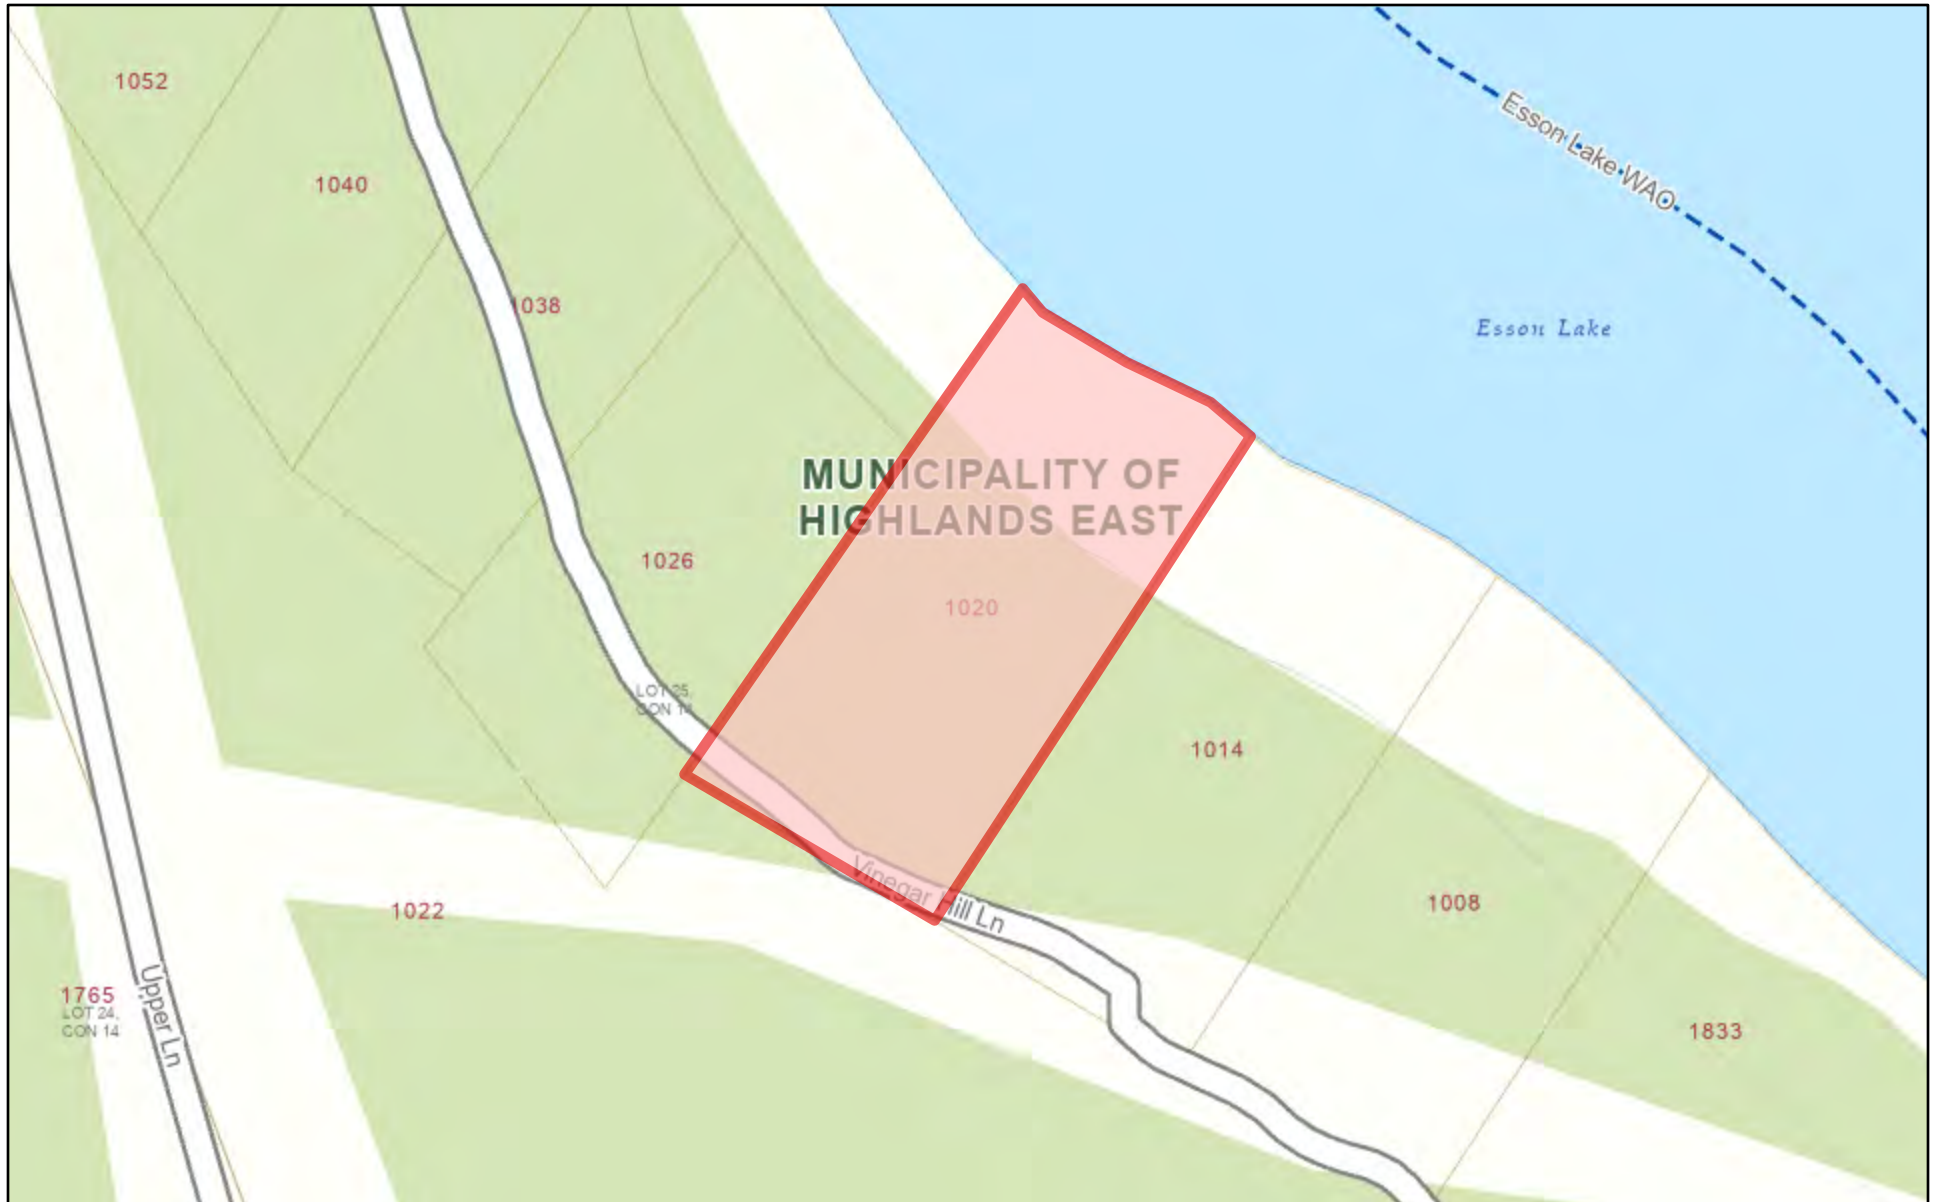 1052
Esson Lake WAO
1040
1038
Esson Lake
MUNICIPALITY OF
HIGHLANDS EAST
1026
1020
LOT 25,
CON 14
1014
Vinegar Hill Ln
1008
1022
Upper Ln
1765
LOT 24,
CON 14
1833